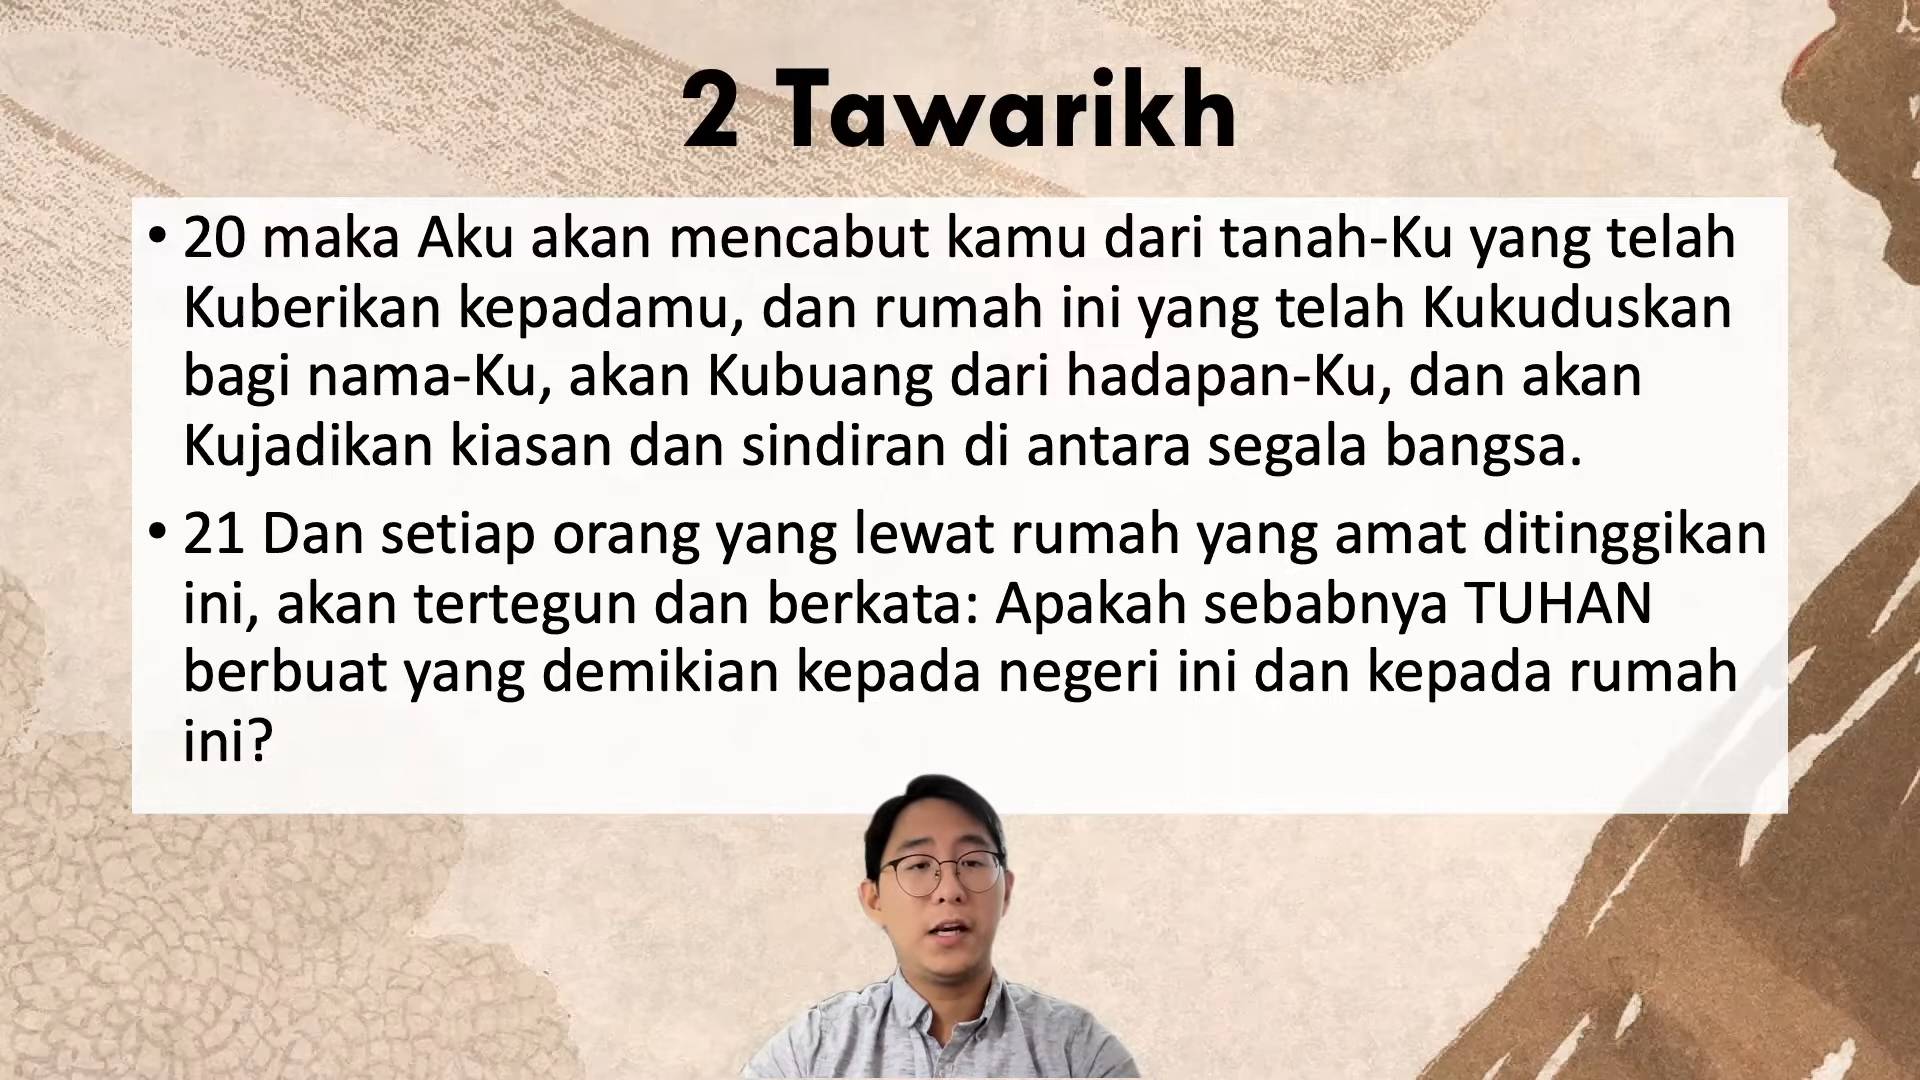 2 Tawarikh
• 20 maka Aku akan mencabut kamu dari tanah-Ku yang telah
Kuberikan kepadamu, dan rumah ini yang telah Kukuduskan
bagi nama-Ku, akan Kubuang dari hadapan-Ku, dan akan
Kujadikan kiasan dan sindiran di antara segala bangsa.
• 21 Dan setiap orang yang lewat rumah yang amat ditinggikan
ini, akan tertegun dan berkata: Apakah sebabnya TUHAN
berbuat yang demikian kepada negeri ini dan kepada rumah
ini?